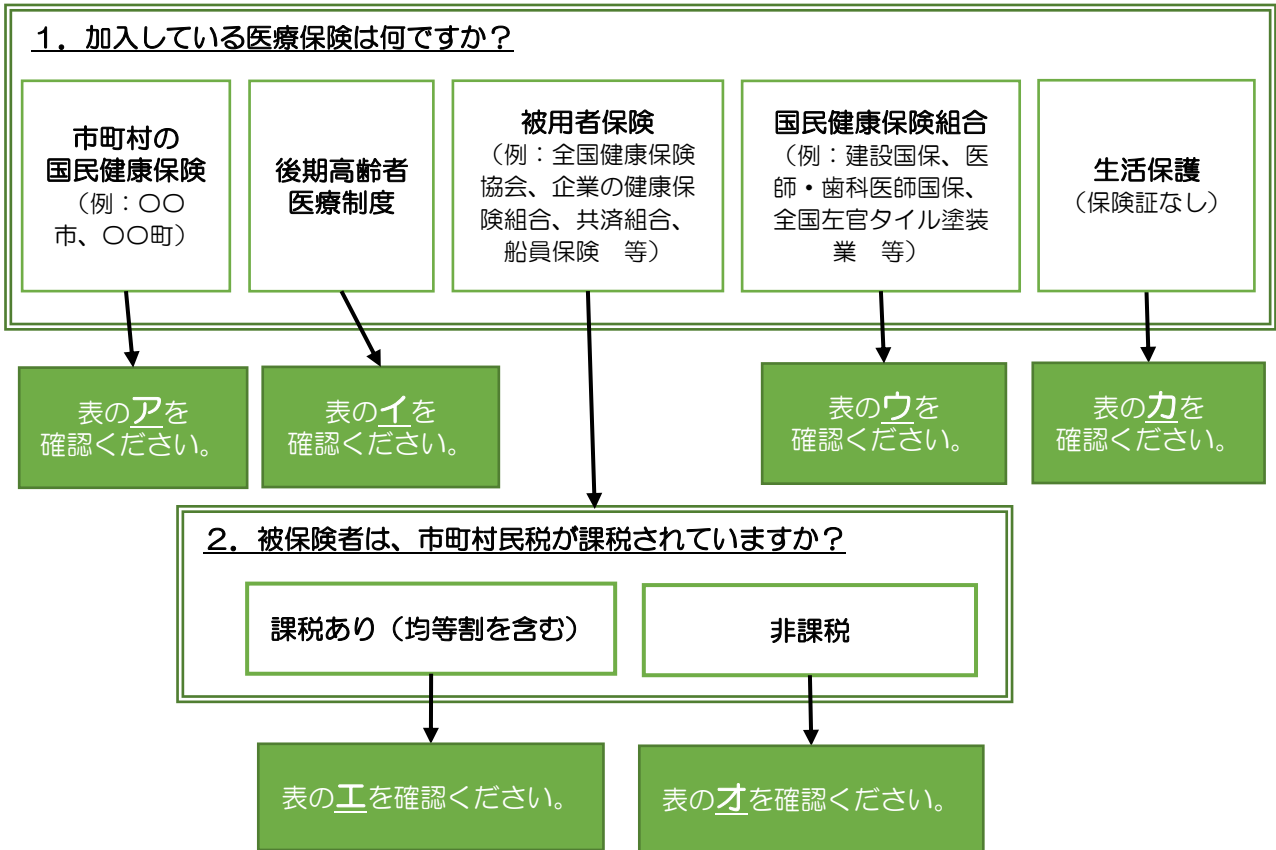 １．加入している医療保険は何ですか？
市町村の
国民健康保険
（例：〇〇
市、〇〇町）
後期高齢者
医療制度
被用者保険
（例：全国健康保険
協会、企業の健康保
険組合、共済組合、
船員保険　等）
国民健康保険組合
（例：建設国保、医
師・歯科医師国保、
全国左官タイル塗装
業　等）
生活保護
（保険証なし）
表のアを
確認ください。
表のイを
確認ください。
表のウを
確認ください。
表のカを
確認ください。
２．被保険者は、市町村民税が課税されていますか？
課税あり（均等割を含む）
非課税
表のエを確認ください。
表のオを確認ください。